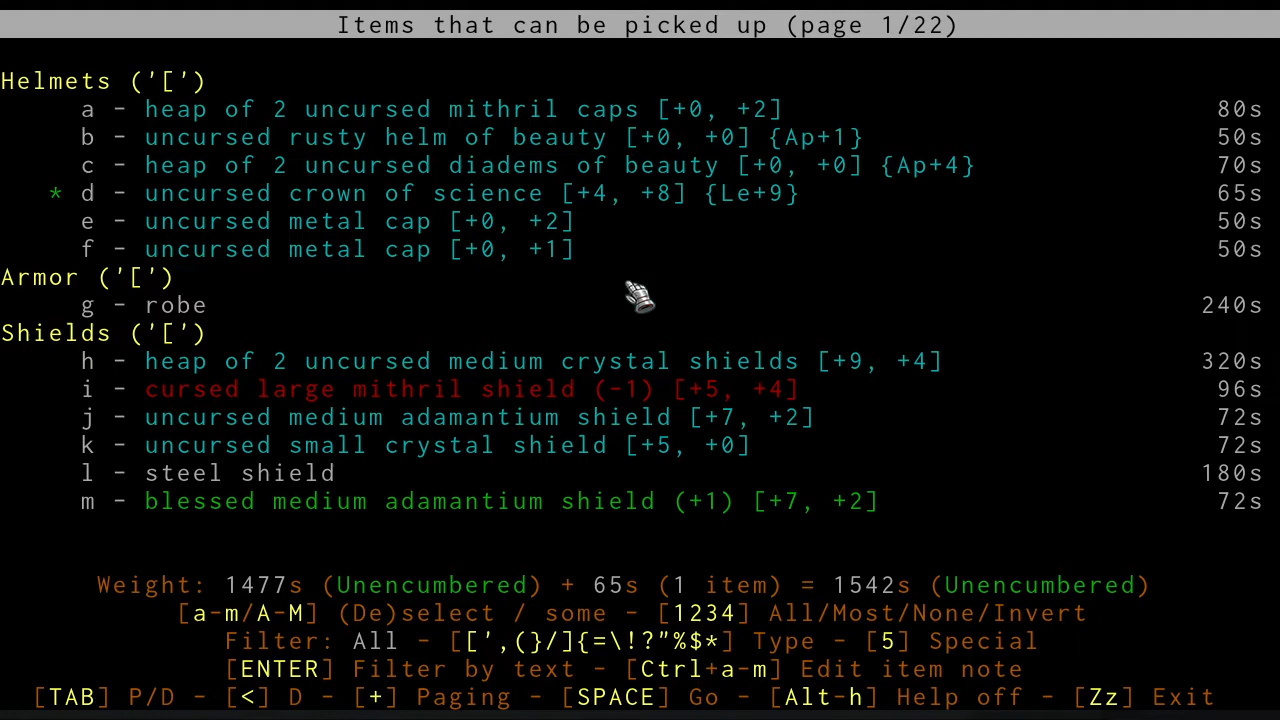 Items that can be picked up (page 1/22)
Helmets ('[')
a - heap of 2 uncursed mithril caps [+0, +2] 80s
b - uncursed rusty helm of beauty [+0, +0] {Ap+1} 50s
c - heap of 2 uncursed diadems of beauty [+0, +0] {Ap+4} 70s
* d - uncursed crown of science [+4, +8] {Le+9} 65s
e - uncursed metal cap [+0, +2] 50s
f - uncursed metal cap [+0, +1] 50s
Armor ('[')
g - robe 240s
Shields ('[')
h - heap of 2 uncursed medium crystal shields [+9, +4] 320s
i - cursed large mithril shield (-1) [+5, +4] 96s
j - uncursed medium adamantium shield [+7, +2] 72s
k - uncursed small crystal shield [+5, +0] 72s
l - steel shield 180s
m - blessed medium adamantium shield (+1) [+7, +2] 72s
Weight: 1477s (Unencumbered) + 65s (1 item) = 1542s (Unencumbered)
[a-m/A-M] (De)select / some - [1234] All/Most/None/Invert
Filter: All - [[',(}/]{=\!?"%$*] Type - [5] Special
[ENTER] Filter by text - [Ctrl+a-m] Edit item note
[TAB] P/D - [<] D - [+] Paging - [SPACE] Go - [Alt-h] Help off - [Zz] Exit